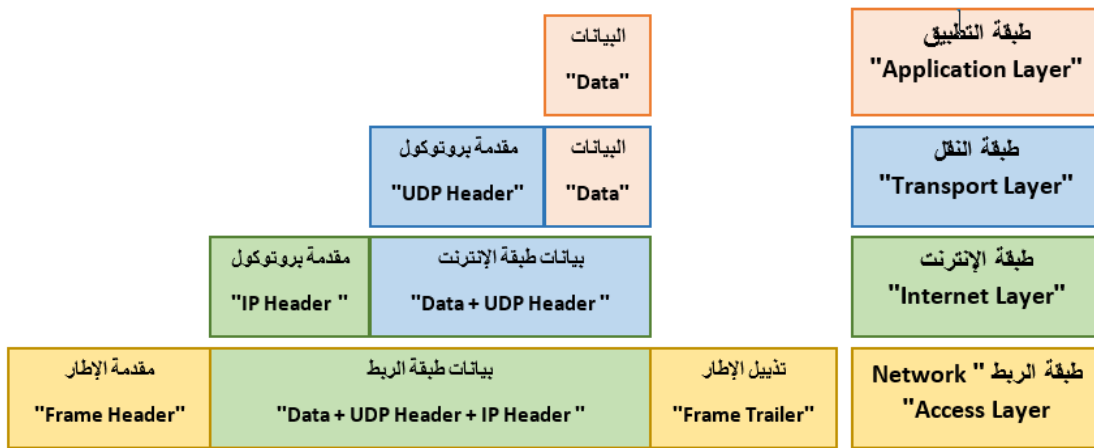 البيانات
"Data"
طبقة التطبيق
"Application Layer"
مقدمة بروتوكول
"UDP Header"
البيانات
"Data"
طبقة النقل
"Transport Layer"
مقدمة بروتوكول
"IP Header "
بيانات طبقة الإنترنت
"Data + UDP Header "
طبقة الإنترنت
"Internet Layer"
مقدمة الإطار
"Frame Header"
بيانات طبقة الربط
"Data + UDP Header + IP Header "
تذييل الإطار
"Frame Trailer"
طبقة الربط " Network
"Access Layer